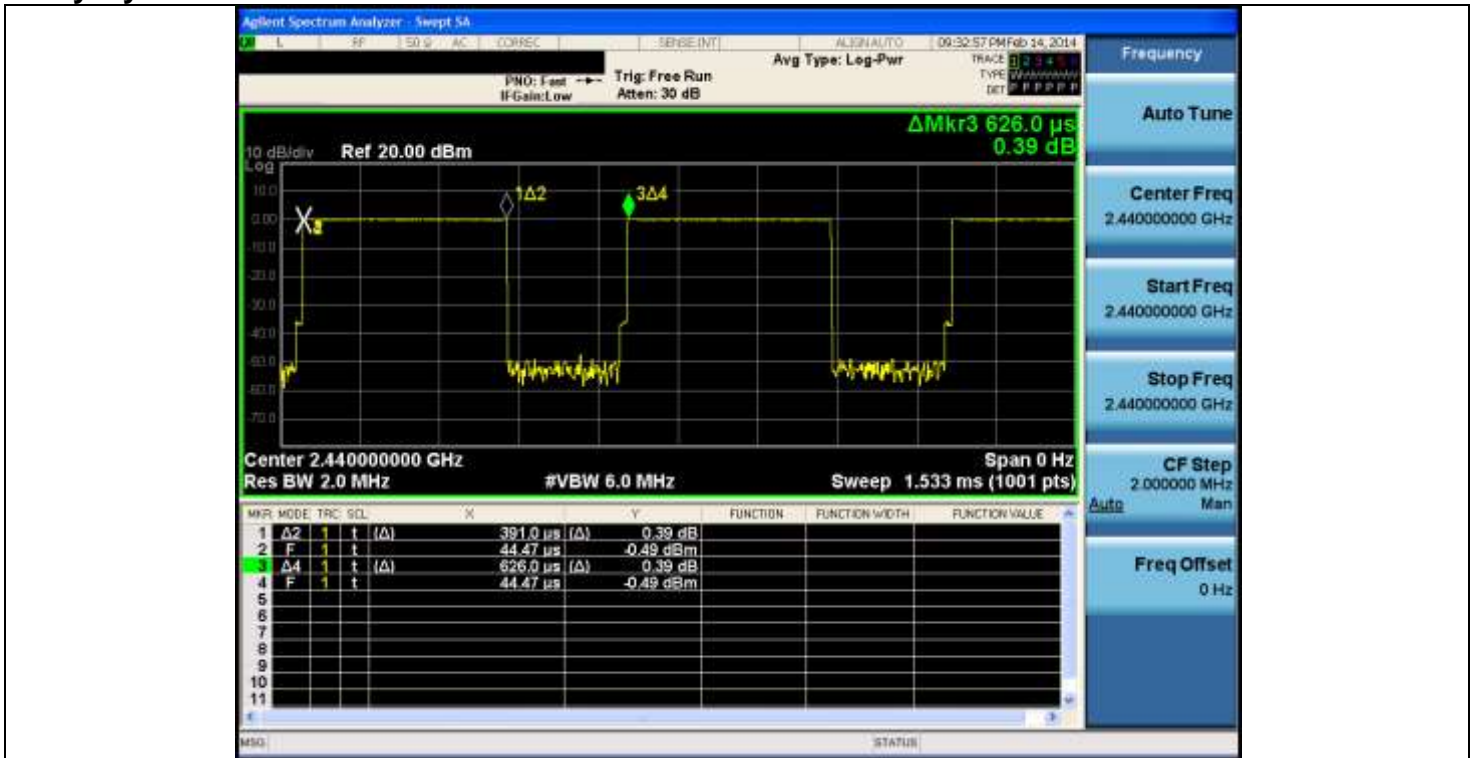 Agilent Spectrum Analyzer - Swept SA
L RF 50 Ω AC CORREC SENSE:INT ALIGN AUTO 09:32:57 PM Feb 14, 2014
Avg Type: Log-Pwr TRACE 1 2 3 4 5 6
PNO: Fast Trig: Free Run TYPE
IFGain:Low Atten: 30 dB DET P P P P P P
Frequency
Auto Tune
Center Freq
2.440000000 GHz
Start Freq
2.440000000 GHz
Stop Freq
2.440000000 GHz
CF Step
2.000000 MHz
Auto Man
Freq Offset
0 Hz
ΔMkr3 626.0 µs
0.39 dB
10 dB/div Ref 20.00 dBm
Log
10.0
0.00
-10.0
-20.0
-30.0
-40.0
-50.0
-60.0
-70.0
1Δ2
3Δ4
Center 2.440000000 GHz Span 0 Hz
Res BW 2.0 MHz #VBW 6.0 MHz Sweep 1.533 ms (1001 pts)
MKR MODE TRC SCL X Y FUNCTION FUNCTION WIDTH FUNCTION VALUE
1 Δ2 1 t (Δ) 391.0 µs (Δ) 0.39 dB
2 F 1 t 44.47 µs -0.49 dBm
3 Δ4 1 t (Δ) 626.0 µs (Δ) 0.39 dB
4 F 1 t 44.47 µs -0.49 dBm
5
6
7
8
9
10
11
MSG STATUS